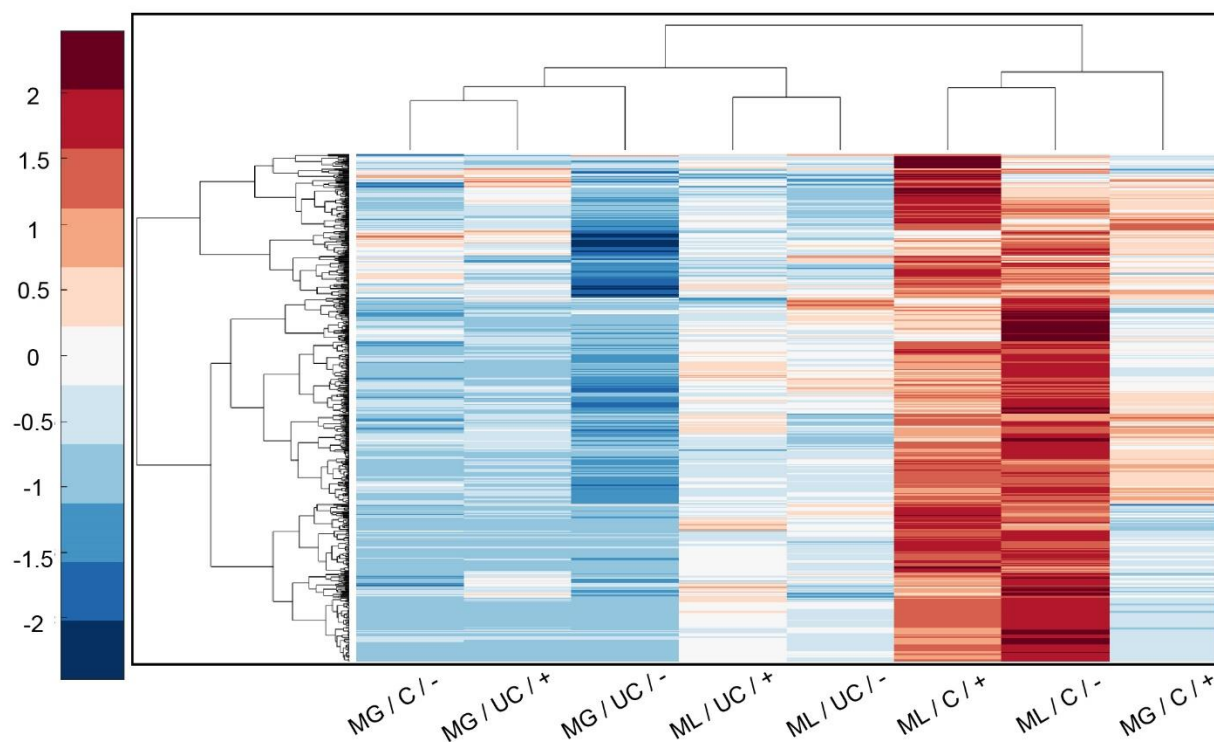 2
1.5
1
0.5
0
-0.5
-1
-1.5
-2
MG / C / -
MG / UC / +
MG / UC / -
ML / UC / +
ML / UC / -
ML / C / +
ML / C / -
MG / C / +